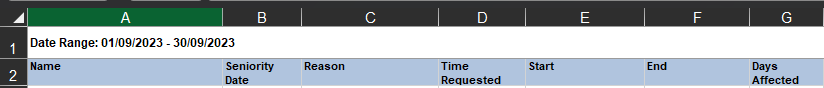 A B C D E F G
1 Date Range: 01/09/2023 - 30/09/2023
2 Name Seniority Date Reason Time Requested Start End Days Affected